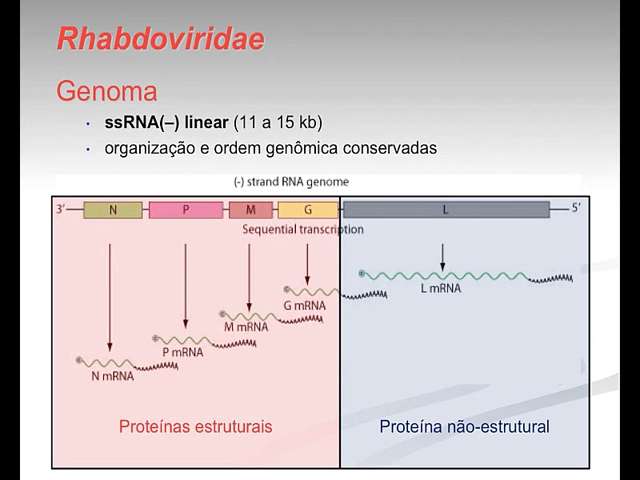 Rhabdoviridae
Genoma
• ssRNA(–) linear (11 a 15 kb)
• organização e ordem genômica conservadas
(-) strand RNA genome
3' N P M G L 5'
Sequential transcription
L mRNA
G mRNA
M mRNA
P mRNA
N mRNA
Proteínas estruturais
Proteína não-estrutural